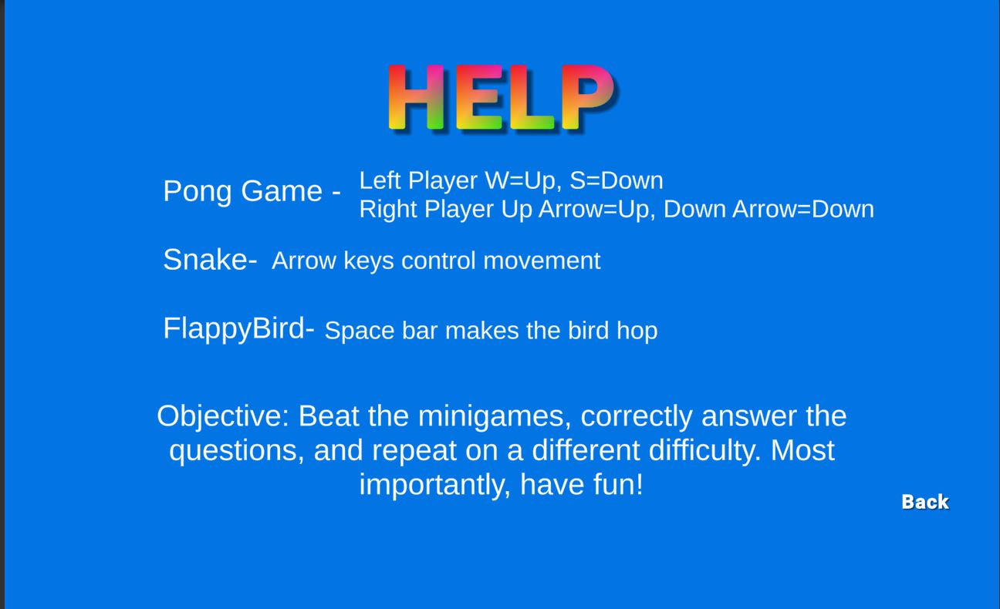 HELP
Pong Game -
Left Player W=Up, S=Down
Right Player Up Arrow=Up, Down Arrow=Down
Snake- Arrow keys control movement
FlappyBird- Space bar makes the bird hop
Objective: Beat the minigames, correctly answer the
questions, and repeat on a different difficulty. Most
importantly, have fun!
Back